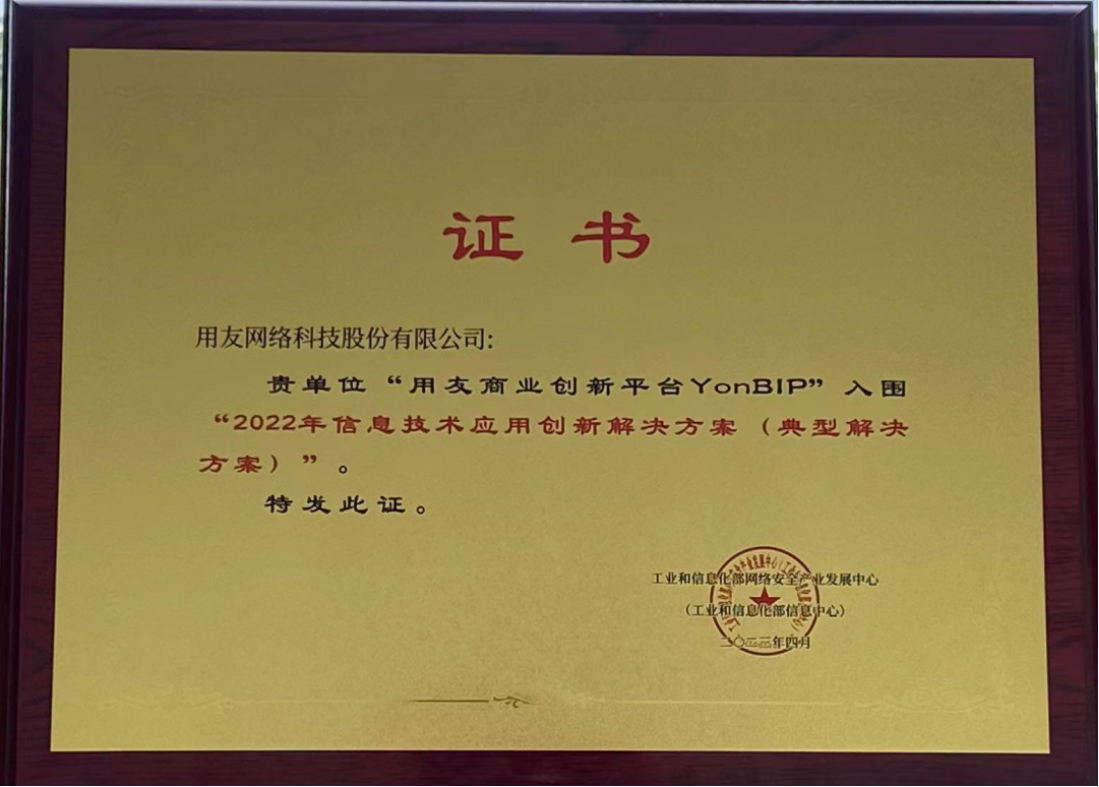 证书
用友网络科技股份有限公司:
贵单位“用友商业创新平台YonBIP”入围
“2022年信息技术应用创新解决方案（典型解决
方案）”。
特发此证。
工业和信息化部网络安全产业发展中心
（工业和信息化部信息中心）
二〇二三年四月